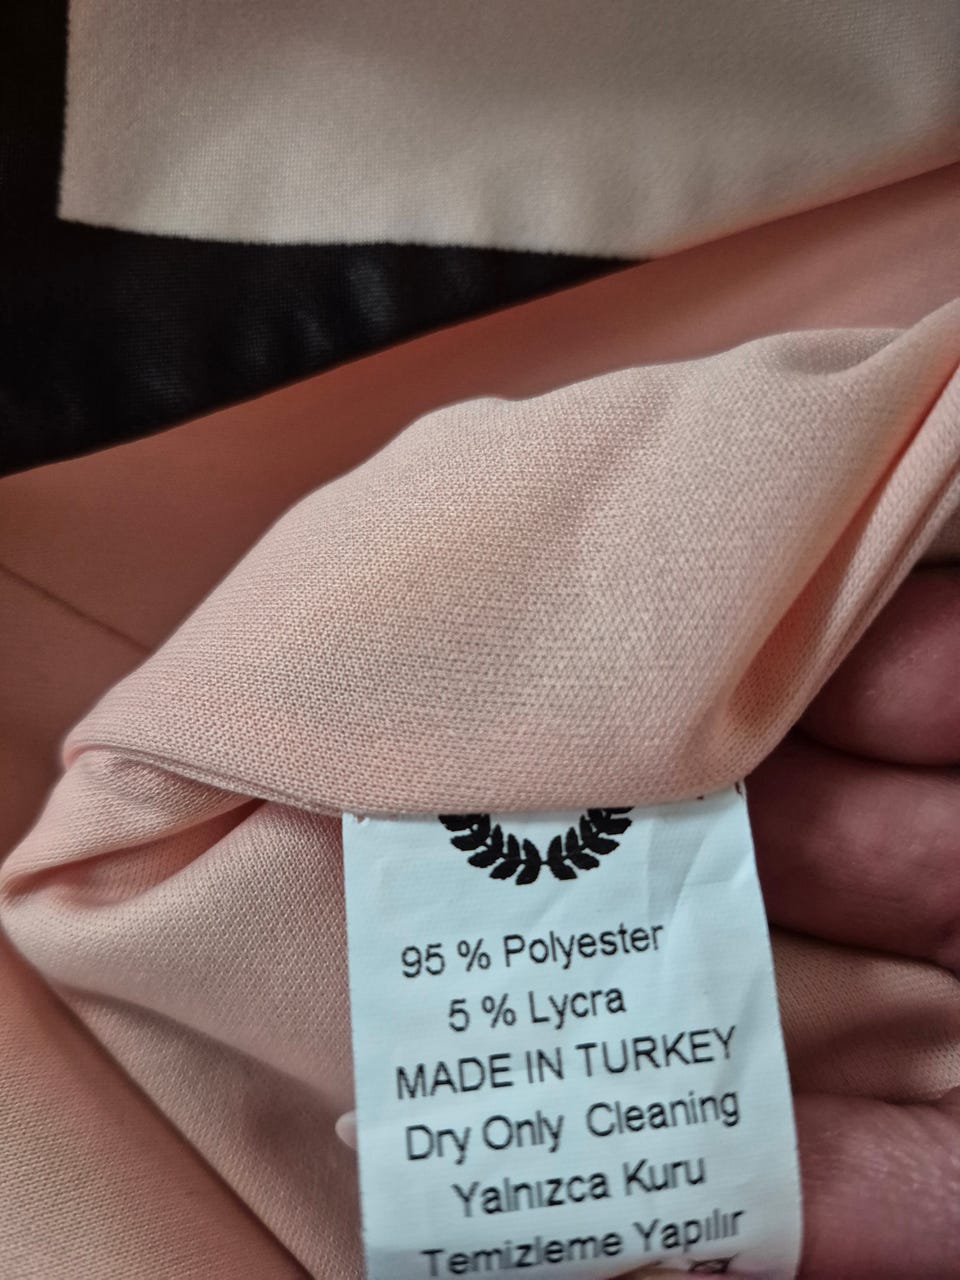 95 % Polyester
5 % Lycra
MADE IN TURKEY
Dry Only Cleaning
Yalnızca Kuru
Temizleme Yapılır